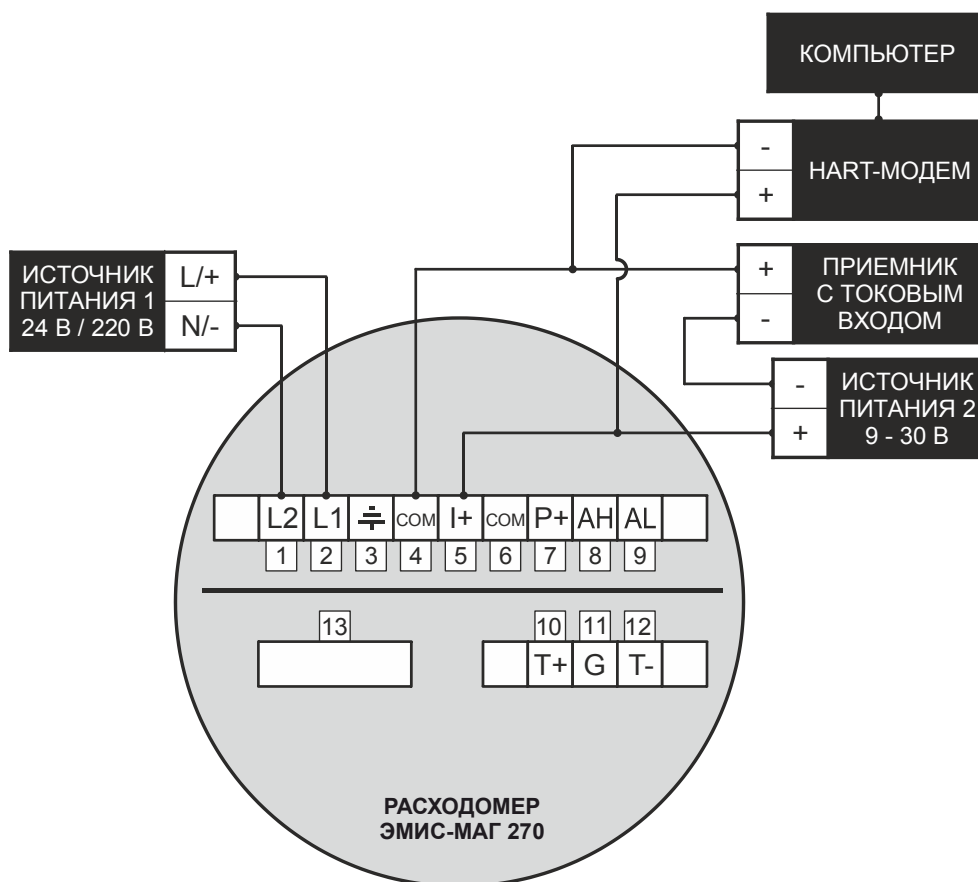 КОМПЬЮТЕР
-
+
HART-МОДЕМ
ИСТОЧНИК
ПИТАНИЯ 1
24 В / 220 В
L/+
N/-
+
-
ПРИЕМНИК
С ТОКОВЫМ
ВХОДОМ
-
+
ИСТОЧНИК
ПИТАНИЯ 2
9 - 30 В
L2 L1 COM I+ COM P+ AH AL
1 2 3 4 5 6 7 8 9
13
10 11 12
T+ G T-
РАСХОДОМЕР
ЭМИС-МАГ 270